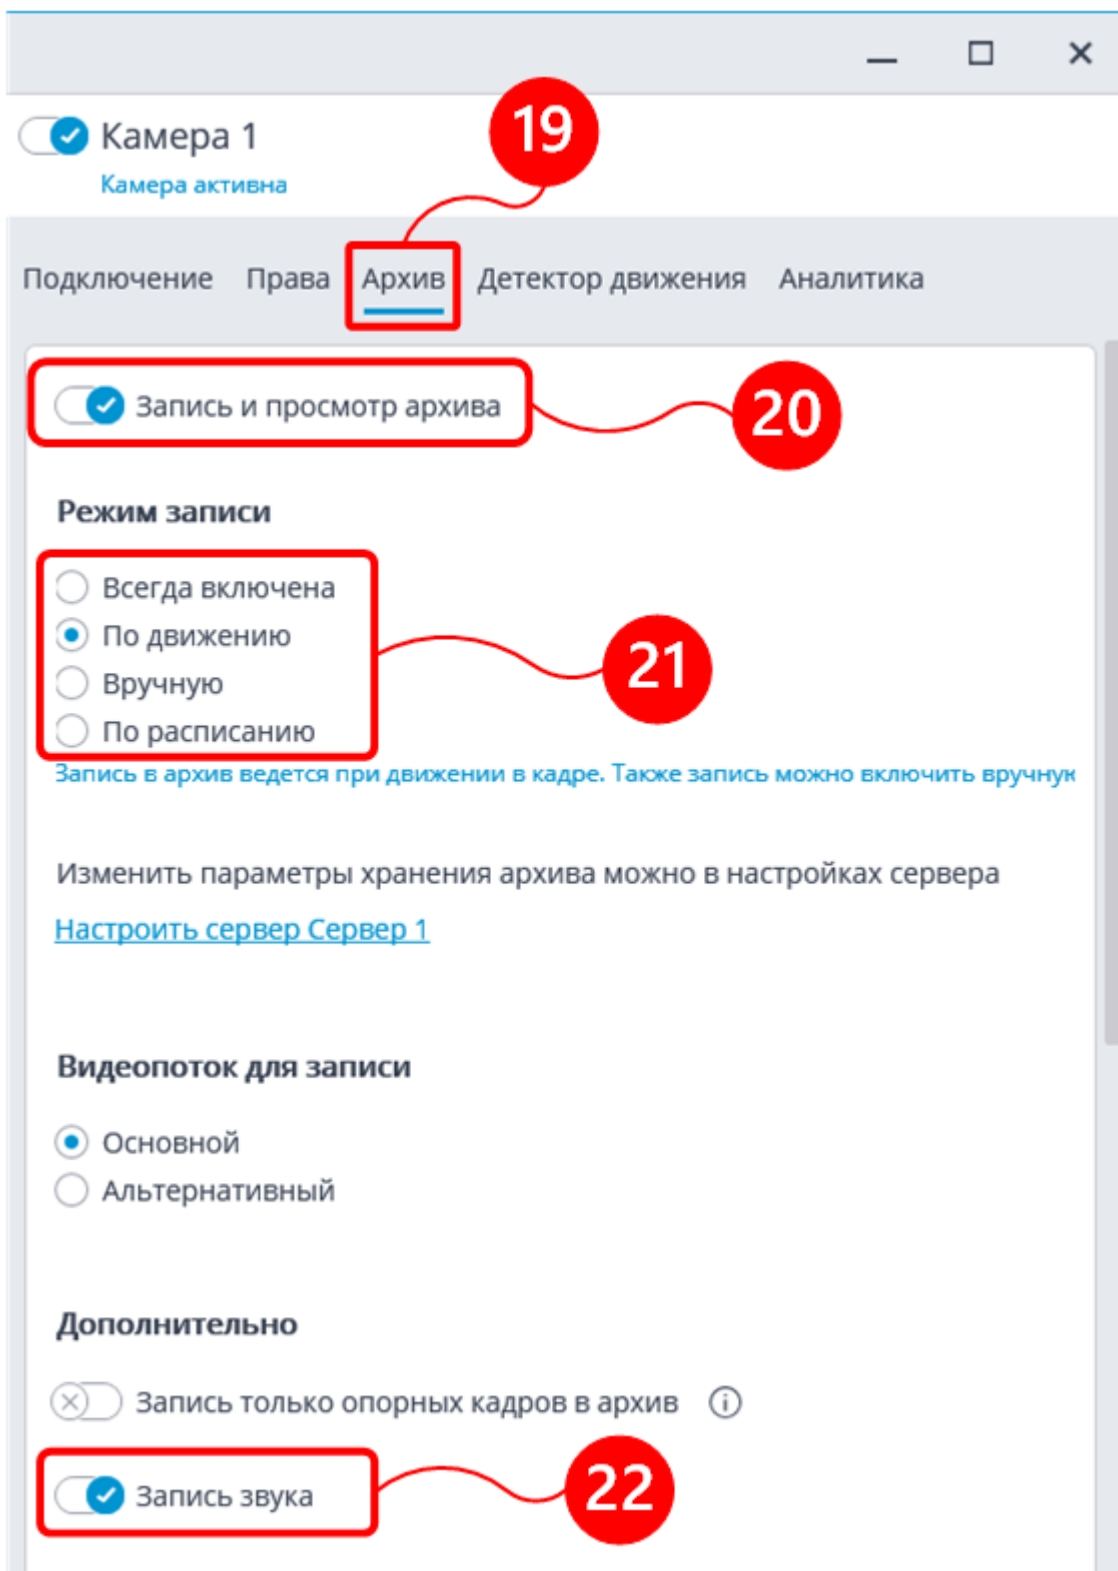 Камера 1
19
Камера активна
Подключение Права Архив Детектор движения Аналитика
Запись и просмотр архива
20
Режим записи
Всегда включена
По движению
21
Вручную
По расписанию
Запись в архив ведется при движении в кадре. Также запись можно включить вручную
Изменить параметры хранения архива можно в настройках сервера
Настроить сервер Сервер 1
Видеопоток для записи
Основной
Альтернативный
Дополнительно
Запись только опорных кадров в архив
Запись звука
22